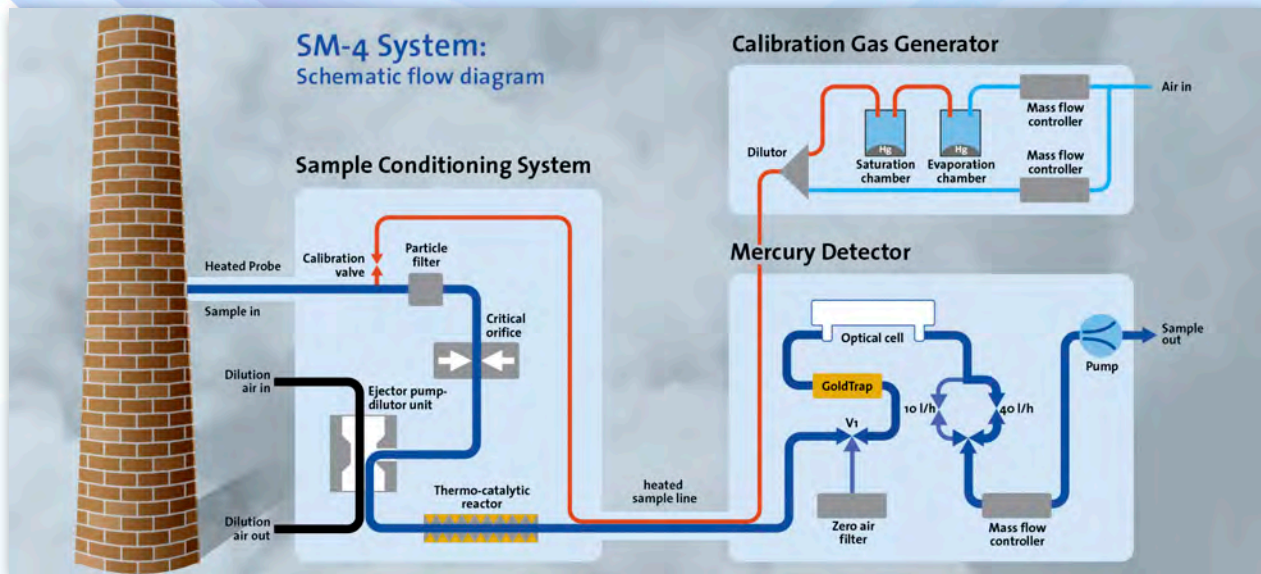 SM-4 System:
Schematic flow diagram
Calibration Gas Generator
Air in
Mass flow
controller
Dilutor
Hg
Hg
Saturation
chamber
Evaporation
chamber
Mass flow
controller
Sample Conditioning System
Heated Probe
Sample in
Calibration
valve
Particle
filter
Critical
orifice
Dilution
air in
Ejector pump-
dilutor unit
Thermo-catalytic
reactor
Dilution
air out
heated
sample line
Mercury Detector
Optical cell
GoldTrap
V1
10 l/h
40 l/h
Pump
Sample
out
Zero air
filter
Mass flow
controller